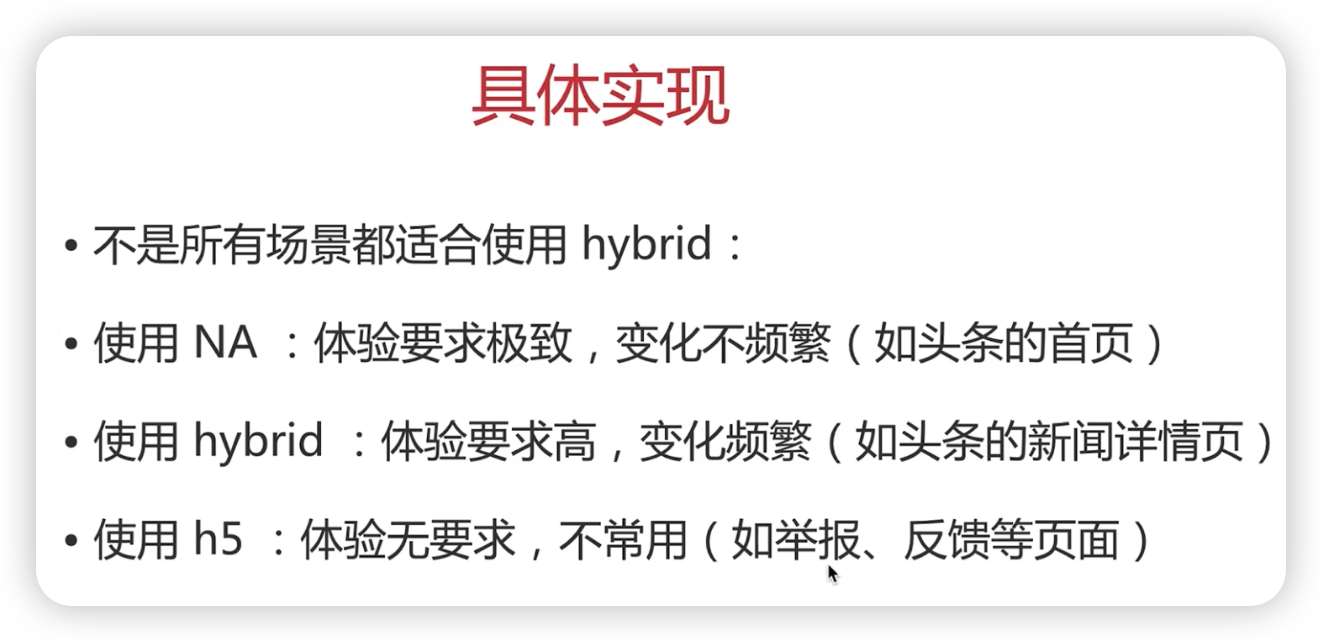 具体实现
• 不是所有场景都适合使用 hybrid：
• 使用 NA ：体验要求极致，变化不频繁（如头条的首页）
• 使用 hybrid ：体验要求高，变化频繁（如头条的新闻详情页）
• 使用 h5 ：体验无要求，不常用（如举报、反馈等页面）